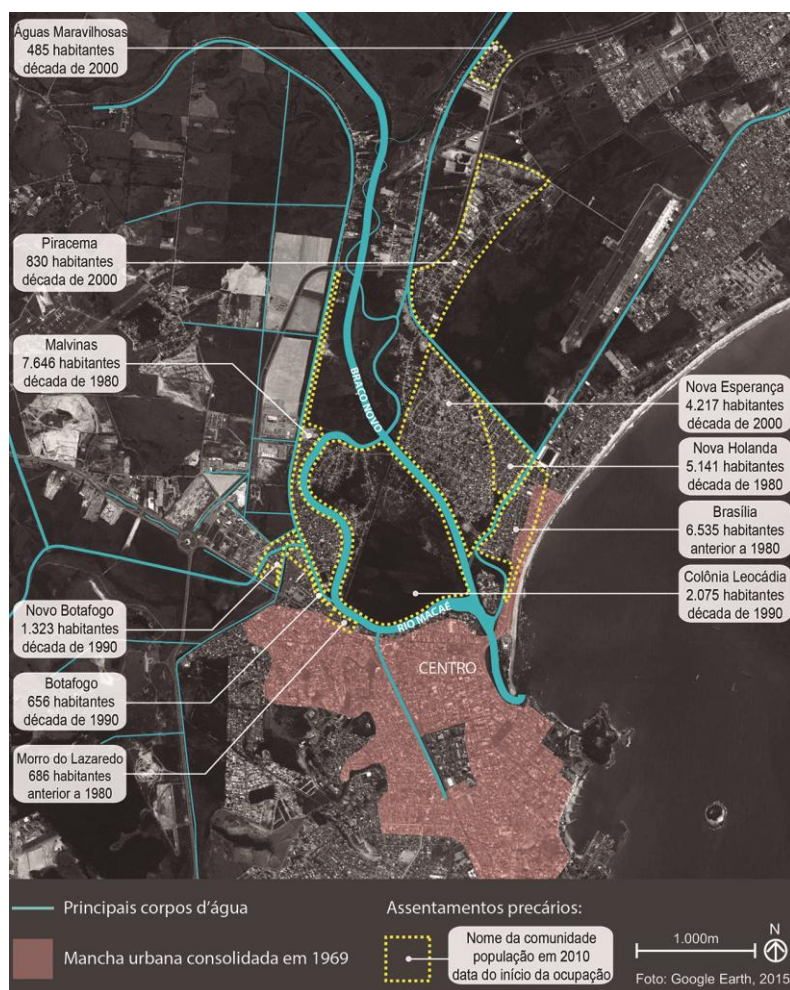 Águas Maravilhosas
485 habitantes
década de 2000
Piracema
830 habitantes
década de 2000
Malvinas
7.646 habitantes
década de 1980
BRAÇO NOVO
Nova Esperança
4.217 habitantes
década de 2000
Nova Holanda
5.141 habitantes
década de 1980
Brasília
6.535 habitantes
anterior a 1980
Colônia Leocádia
2.075 habitantes
década de 1990
Novo Botafogo
1.323 habitantes
década de 1990
RIO MACAÉ
CENTRO
Botafogo
656 habitantes
década de 1990
Morro do Lazaredo
686 habitantes
anterior a 1980
Principais corpos d'água
Mancha urbana consolidada em 1969
Assentamentos precários:
Nome da comunidade
população em 2010
data do início da ocupação
1.000m
N
Foto: Google Earth, 2015